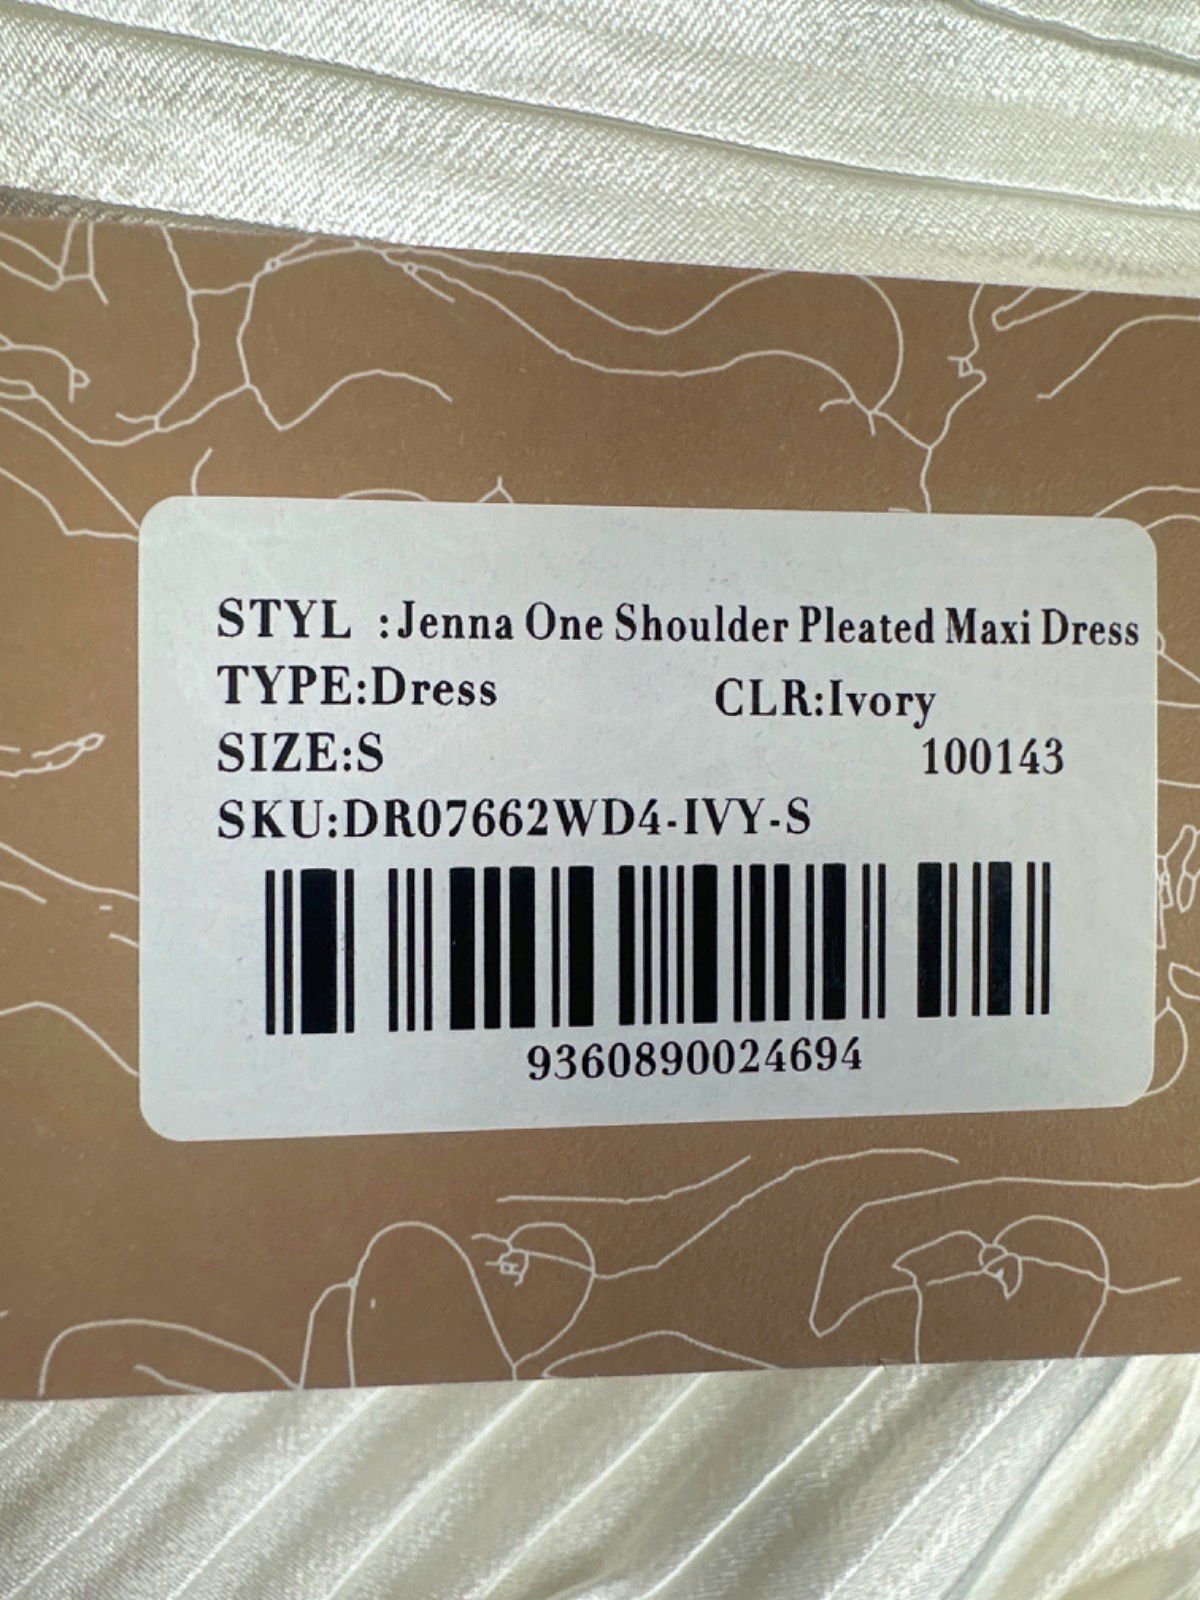 STYL :Jenna One Shoulder Pleated Maxi Dress
TYPE:Dress CLR:Ivory
SIZE:S 100143
SKU:DR07662WD4-IVY-S
9360890024694